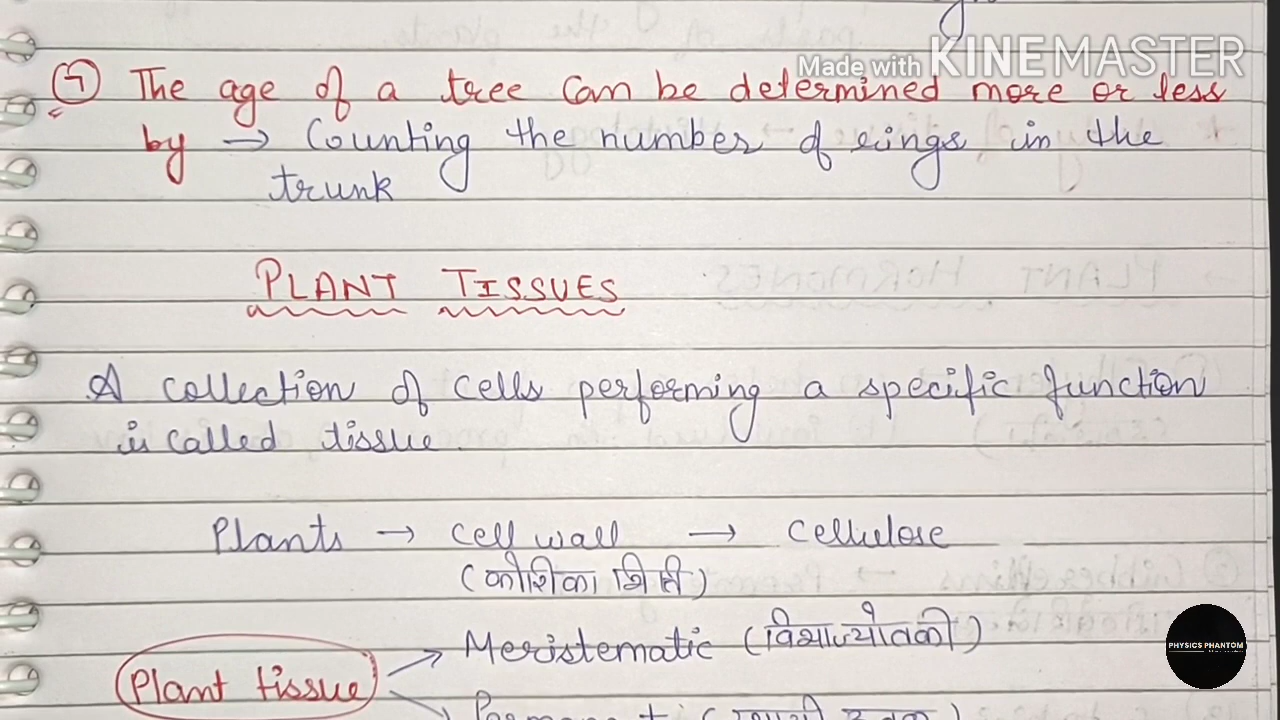 Made with KINEMASTER
7 The age of a tree can be determined more or less
by → Counting the number of rings in the
trunk
PLANT TISSUES
A collection of cells performing a specific function
is called tissue.
Plants → cell wall → cellulose
(कोशिका भित्ती)
Meristematic (विभाज्योतकी)
Plant tissue
PHYSICS PHANTOM